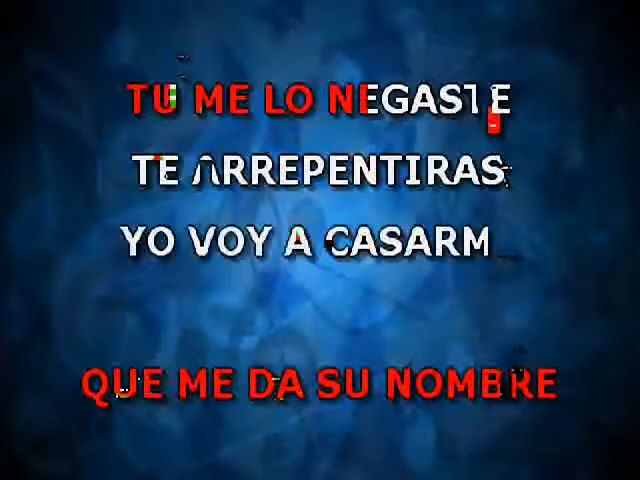 TU ME LO NEGASTE
TE ARREPENTIRAS
YO VOY A CASARM
QUE ME DA SU NOMBRE